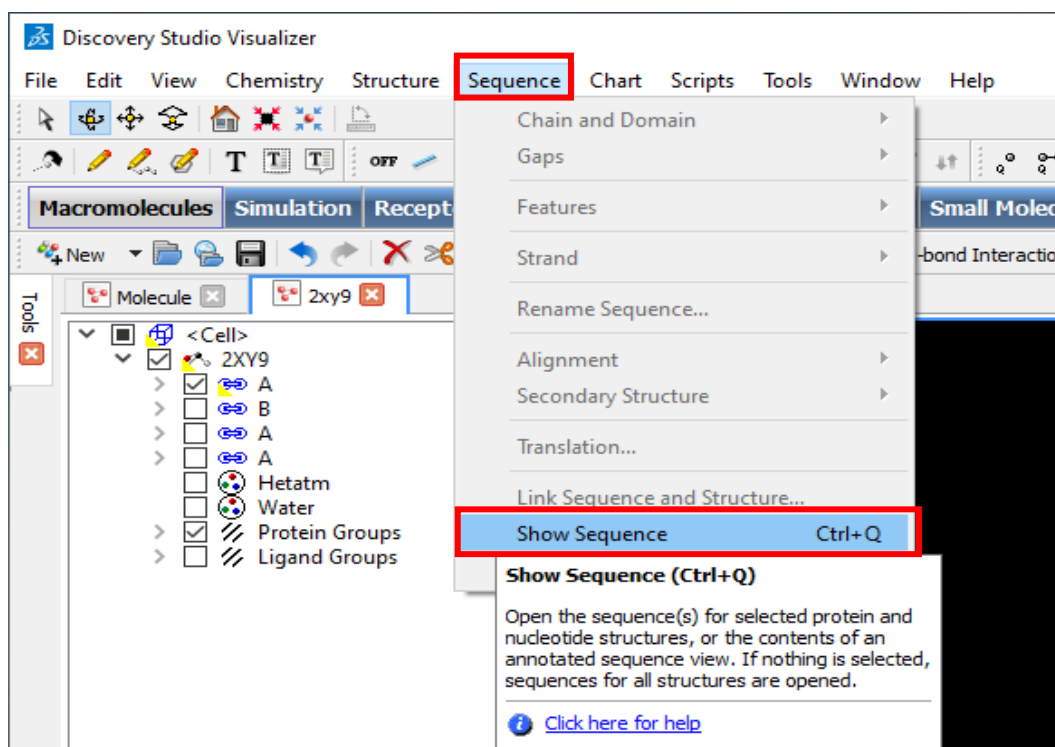 Discovery Studio Visualizer
File Edit View Chemistry Structure Sequence Chart Scripts Tools Window Help
Chain and Domain
Gaps
T T T OFF
Features
Macromolecules Simulation Small
Strand
New
Rename Sequence...
Tools
Molecule 2xy9
<Cell>
2XY9
A
B
A
A
Hetatm
Water
Protein Groups
Ligand Groups
Alignment
Secondary Structure
Translation...
Link Sequence and Structure...
Show Sequence Ctrl+Q
Show Sequence (Ctrl+Q)
Open the sequence(s) for selected protein and
nucleotide structures, or the contents of an
annotated sequence view. If nothing is selected,
sequences for all structures are opened.
Click here for help